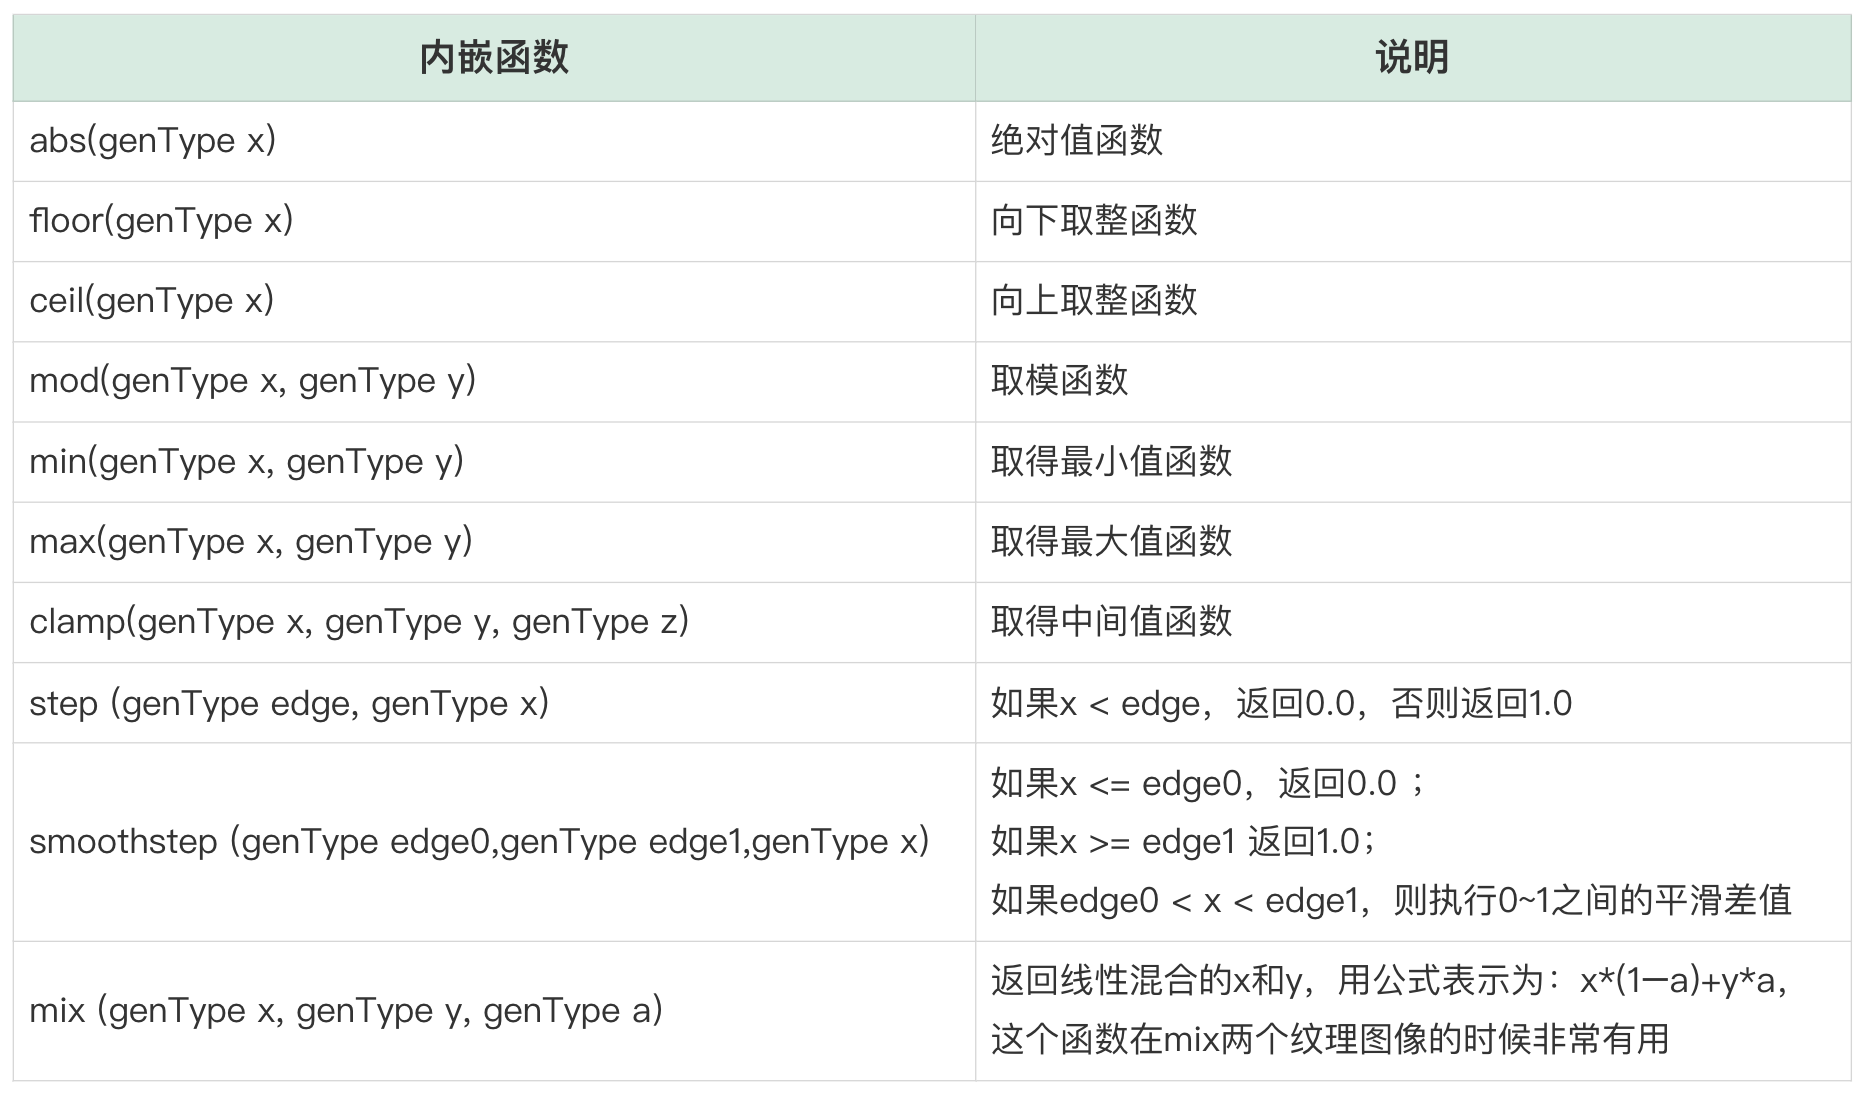 内嵌函数 说明
abs(genType x) 绝对值函数
floor(genType x) 向下取整函数
ceil(genType x) 向上取整函数
mod(genType x, genType y) 取模函数
min(genType x, genType y) 取得最小值函数
max(genType x, genType y) 取得最大值函数
clamp(genType x, genType y, genType z) 取得中间值函数
step (genType edge, genType x) 如果x < edge，返回0.0，否则返回1.0
smoothstep (genType edge0,genType edge1,genType x)
如果x <= edge0，返回0.0 ；
如果x >= edge1 返回1.0；
如果edge0 < x < edge1，则执行0~1之间的平滑差值
mix (genType x, genType y, genType a)
返回线性混合的x和y，用公式表示为：x*(1—a)+y*a，
这个函数在mix两个纹理图像的时候非常有用